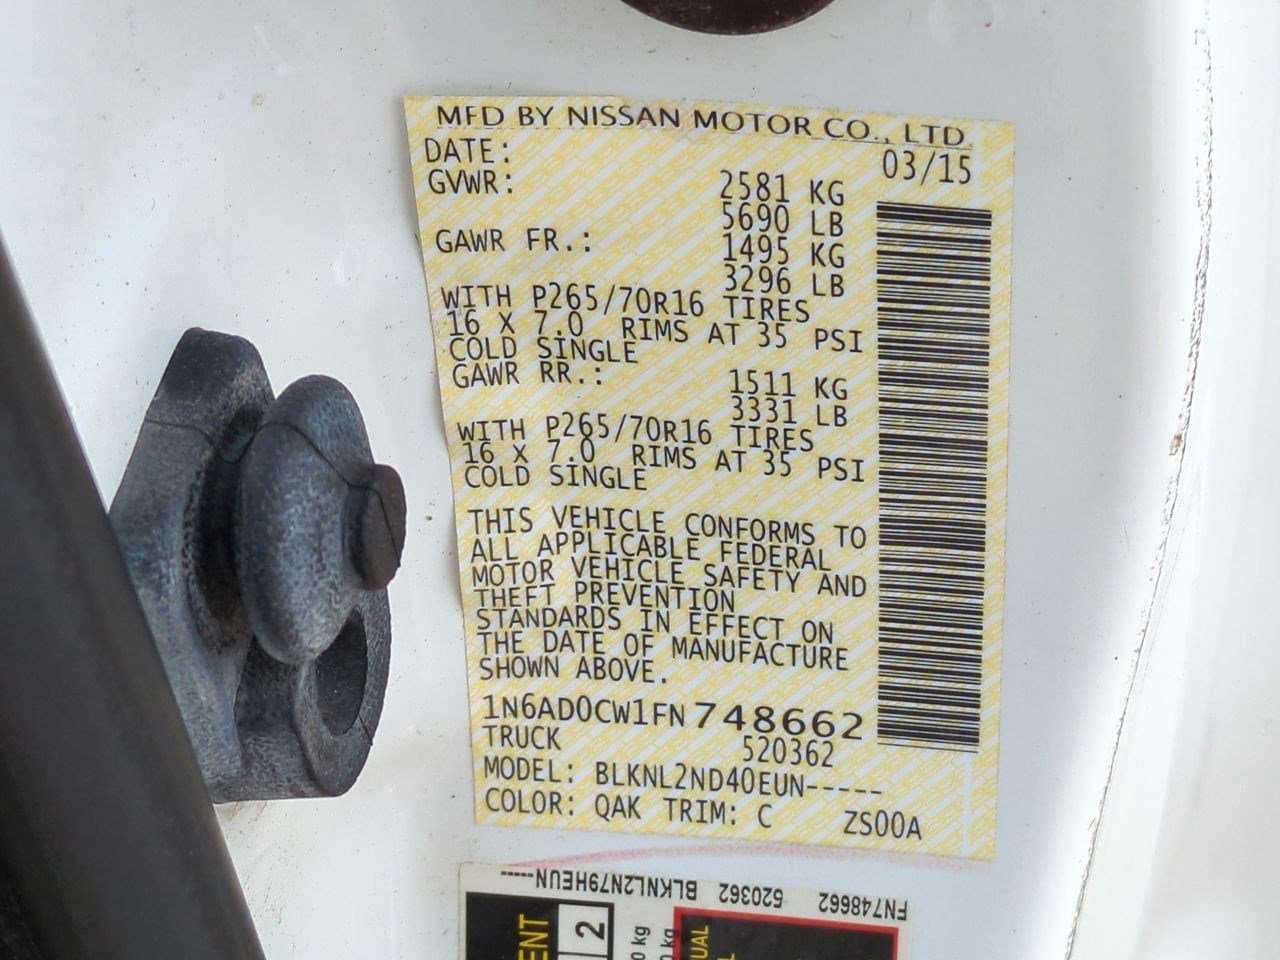 MFD BY NISSAN MOTOR CO., LTD.
DATE: 03/15
GVWR: 2581 KG
5690 LB
GAWR FR.: 1495 KG
3296 LB
WITH P265/70R16 TIRES
16 X 7.0 RIMS AT 35 PSI
COLD SINGLE
GAWR RR.: 1511 KG
3331 LB
WITH P265/70R16 TIRES
16 X 7.0 RIMS AT 35 PSI
COLD SINGLE
THIS VEHICLE CONFORMS TO
ALL APPLICABLE FEDERAL
MOTOR VEHICLE SAFETY AND
THEFT PREVENTION
STANDARDS IN EFFECT ON
THE DATE OF MANUFACTURE
SHOWN ABOVE.
1N6AD0CW1FN748662
TRUCK 520362
MODEL: BLKNL2ND40EUN-----
COLOR: QAK TRIM: C ZS00A
FN748662 520362 BLKNL2N79HEUN-----
2
kg
kg